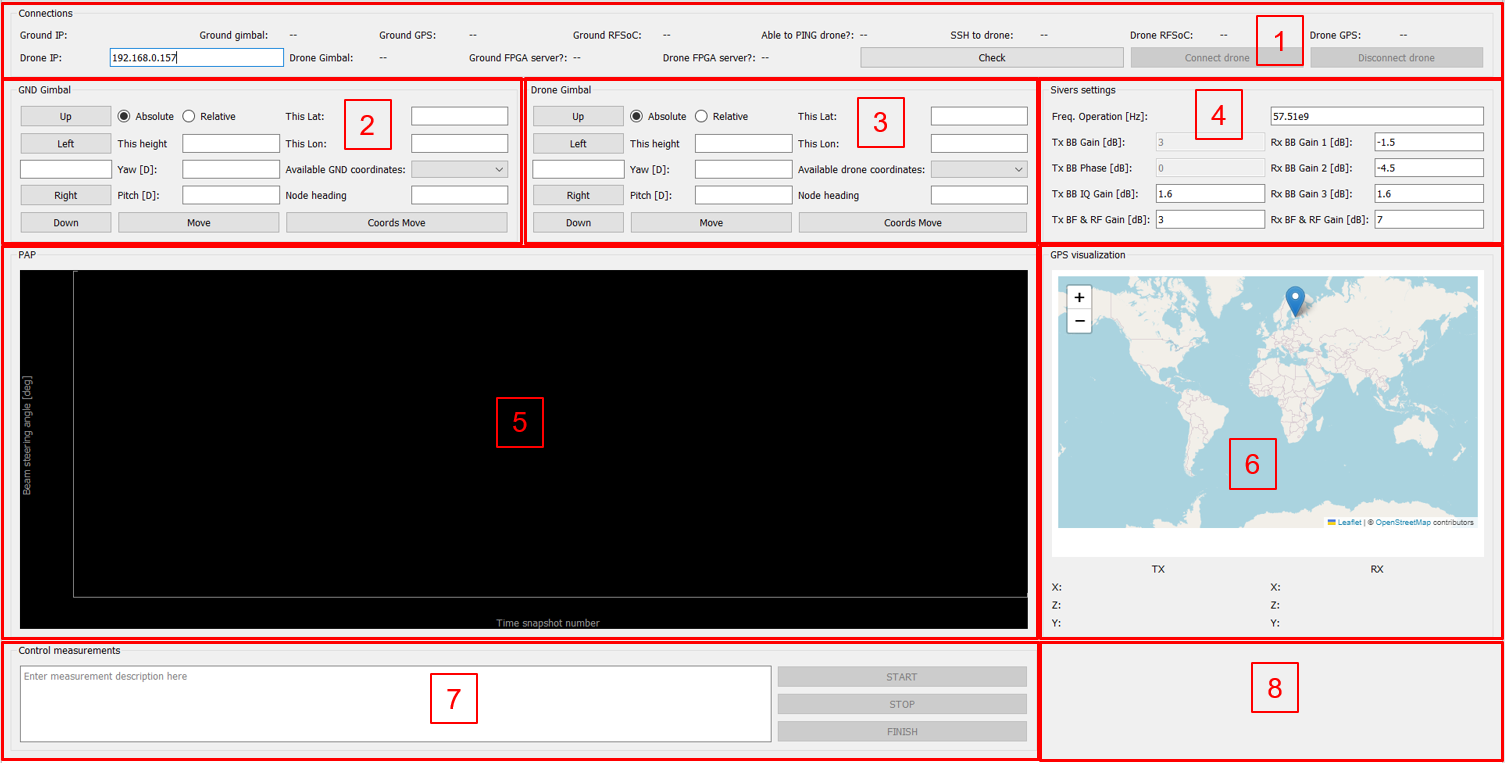 Connections
Ground IP: Ground gimbal: -- Ground GPS: -- Ground RFSoC: -- Able to PING drone?: -- SSH to drone: -- Drone RFSoC: -- Drone GPS: --
1
Drone IP: 192.168.0.157 Drone Gimbal: -- Ground FPGA server?: -- Drone FPGA server?: -- Check Connect drone Disconnect drone
GND Gimbal
Up Absolute Relative This Lat:
2
Left This height This Lon:
Yaw [D]: Available GND coordinates:
Right Pitch [D]: Node heading
Down Move Coords Move
Drone Gimbal
Up Absolute Relative This Lat:
3
Left This height This Lon:
Yaw [D]: Available drone coordinates:
Right Pitch [D]: Node heading
Down Move Coords Move
Sivers settings
4
Freq. Operation [Hz]: 57.51e9
Tx BB Gain [dB]: 3 Rx BB Gain 1 [dB]: -1.5
Tx BB Phase [dB]: 0 Rx BB Gain 2 [dB]: -4.5
Tx BB IQ Gain [dB]: 1.6 Rx BB Gain 3 [dB]: 1.6
Tx BF & RF Gain [dB]: 3 Rx BF & RF Gain [dB]: 7
PAP
Beam steering angle [deg]
5
Time snapshot number
GPS visualization
+
−
6
Leaflet | © OpenStreetMap contributors
TX RX
X: X:
Z: Z:
Y: Y:
Control measurements
Enter measurement description here
7
START
STOP
FINISH
8